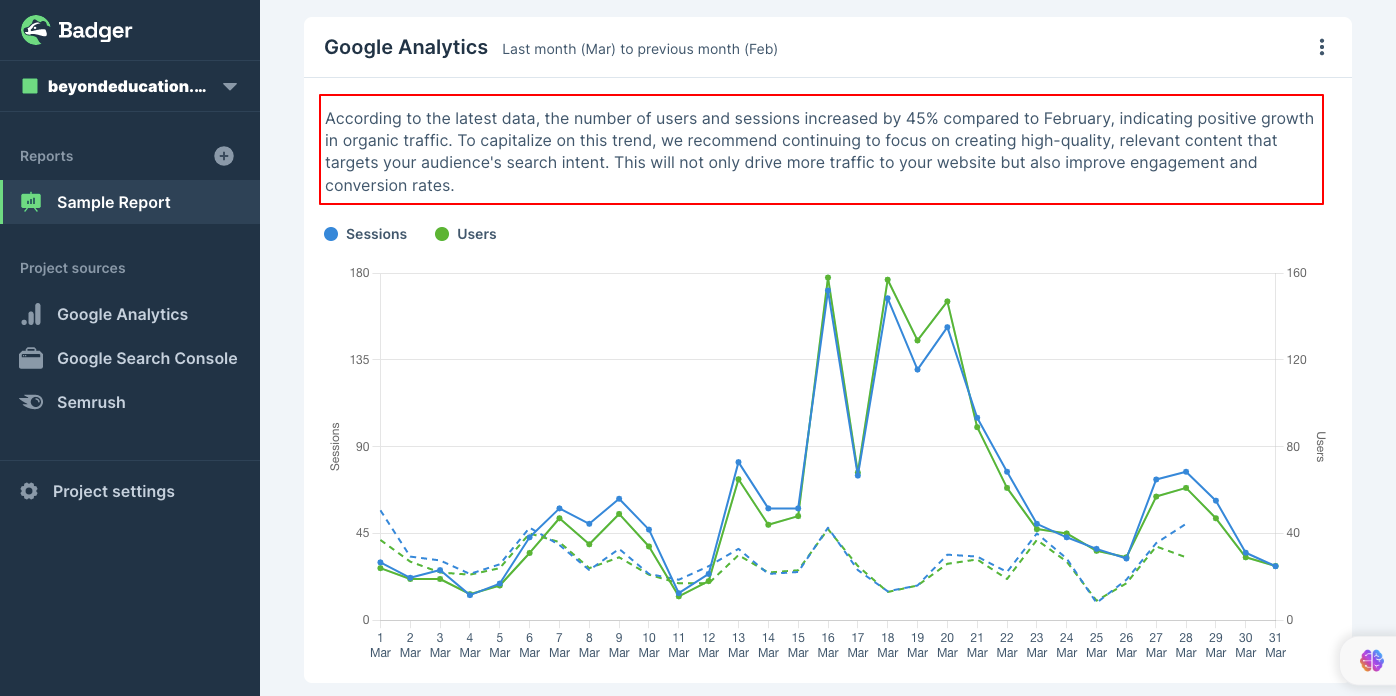 Badger
beyondeducation....
Reports
Sample Report
Project sources
Google Analytics
Google Search Console
Semrush
Project settings
Google Analytics Last month (Mar) to previous month (Feb)
According to the latest data, the number of users and sessions increased by 45% compared to February, indicating positive growth
in organic traffic. To capitalize on this trend, we recommend continuing to focus on creating high-quality, relevant content that
targets your audience's search intent. This will not only drive more traffic to your website but also improve engagement and
conversion rates.
Sessions Users
180 160
135 120
90 80
45 40
0 0
Sessions
Users
1 2 3 4 5 6 7 8 9 10 11 12 13 14 15 16 17 18 19 20 21 22 23 24 25 26 27 28 29 30 31
Mar Mar Mar Mar Mar Mar Mar Mar Mar Mar Mar Mar Mar Mar Mar Mar Mar Mar Mar Mar Mar Mar Mar Mar Mar Mar Mar Mar Mar Mar Mar